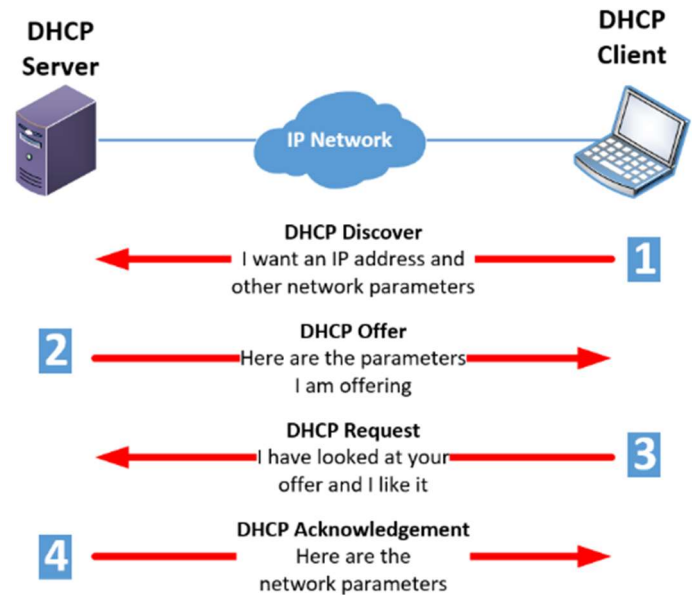 DHCP
Server
DHCP
Client
IP Network
DHCP Discover
I want an IP address and
other network parameters
1
DHCP Offer
2
Here are the parameters
I am offering
DHCP Request
I have looked at your
3
offer and I like it
DHCP Acknowledgement
4
Here are the
network parameters